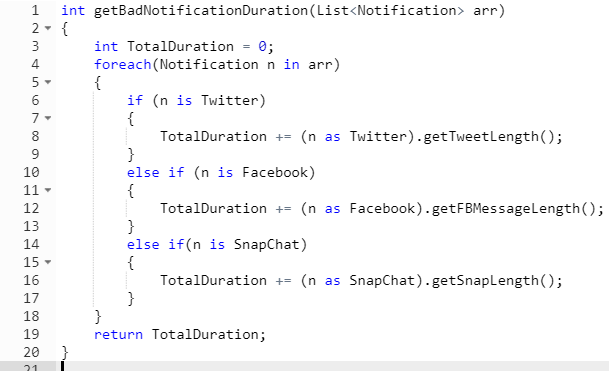 1 int getBadNotificationDuration(List<Notification> arr)
2 {
3     int TotalDuration = 0;
4     foreach(Notification n in arr)
5     {
6         if (n is Twitter)
7         {
8             TotalDuration += (n as Twitter).getTweetLength();
9         }
10         else if (n is Facebook)
11         {
12             TotalDuration += (n as Facebook).getFBMessageLength();
13         }
14         else if(n is SnapChat)
15         {
16             TotalDuration += (n as SnapChat).getSnapLength();
17         }
18     }
19     return TotalDuration;
20 }
21